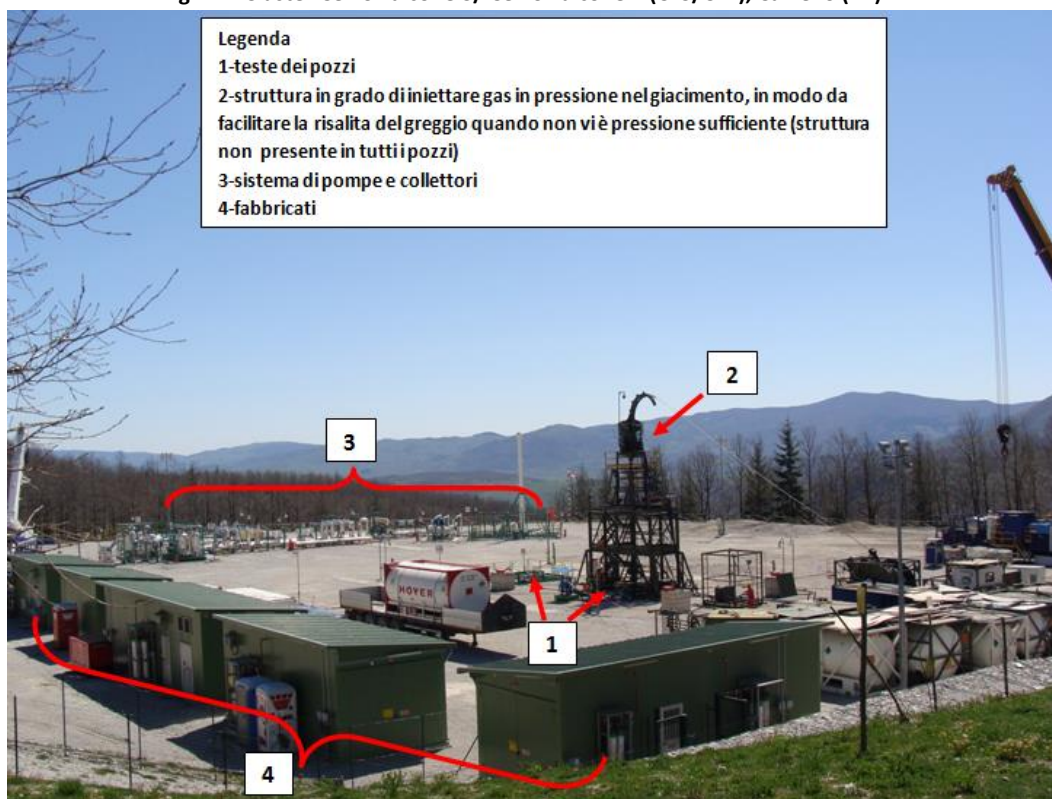 Legenda
1-teste dei pozzi
2-struttura in grado di iniettare gas in pressione nel giacimento, in modo da
facilitare la risalita del greggio quando non vi è pressione sufficiente (struttura
non presente in tutti i pozzi)
3-sistema di pompe e collettori
4-fabbricati
2
3
HOYER
1
4